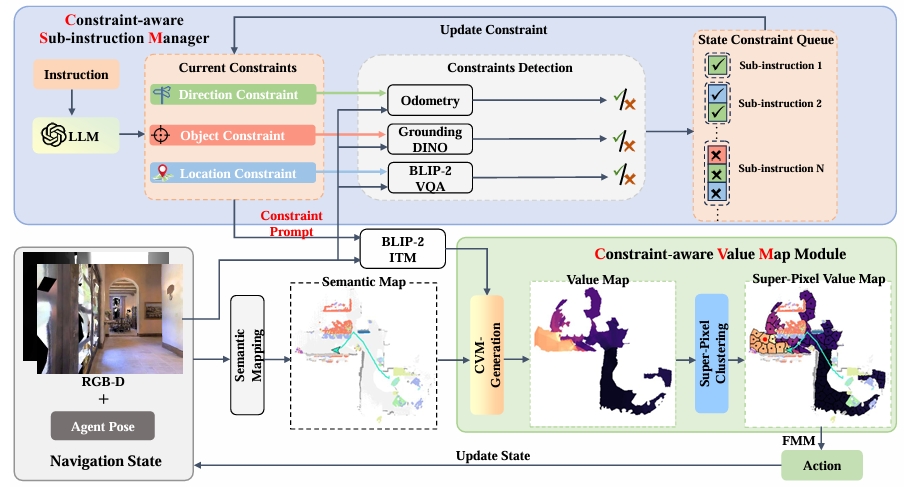 Constraint-aware
Sub-instruction Manager
Update Constraint
State Constraint Queue
Instruction
LLM
Current Constraints
Direction Constraint
Object Constraint
Location Constraint
Constraints Detection
Odometry
Grounding
DINO
BLIP-2
VQA
Sub-instruction 1
Sub-instruction 2
Sub-instruction N
Constraint
Prompt
BLIP-2
ITM
Constraint-aware Value Map Module
RGB-D
+
Agent Pose
Navigation State
Semantic
Mapping
Semantic Map
CVM-
Generation
Value Map
Super-Pixel
Clustering
Super-Pixel Value Map
FMM
Action
Update State